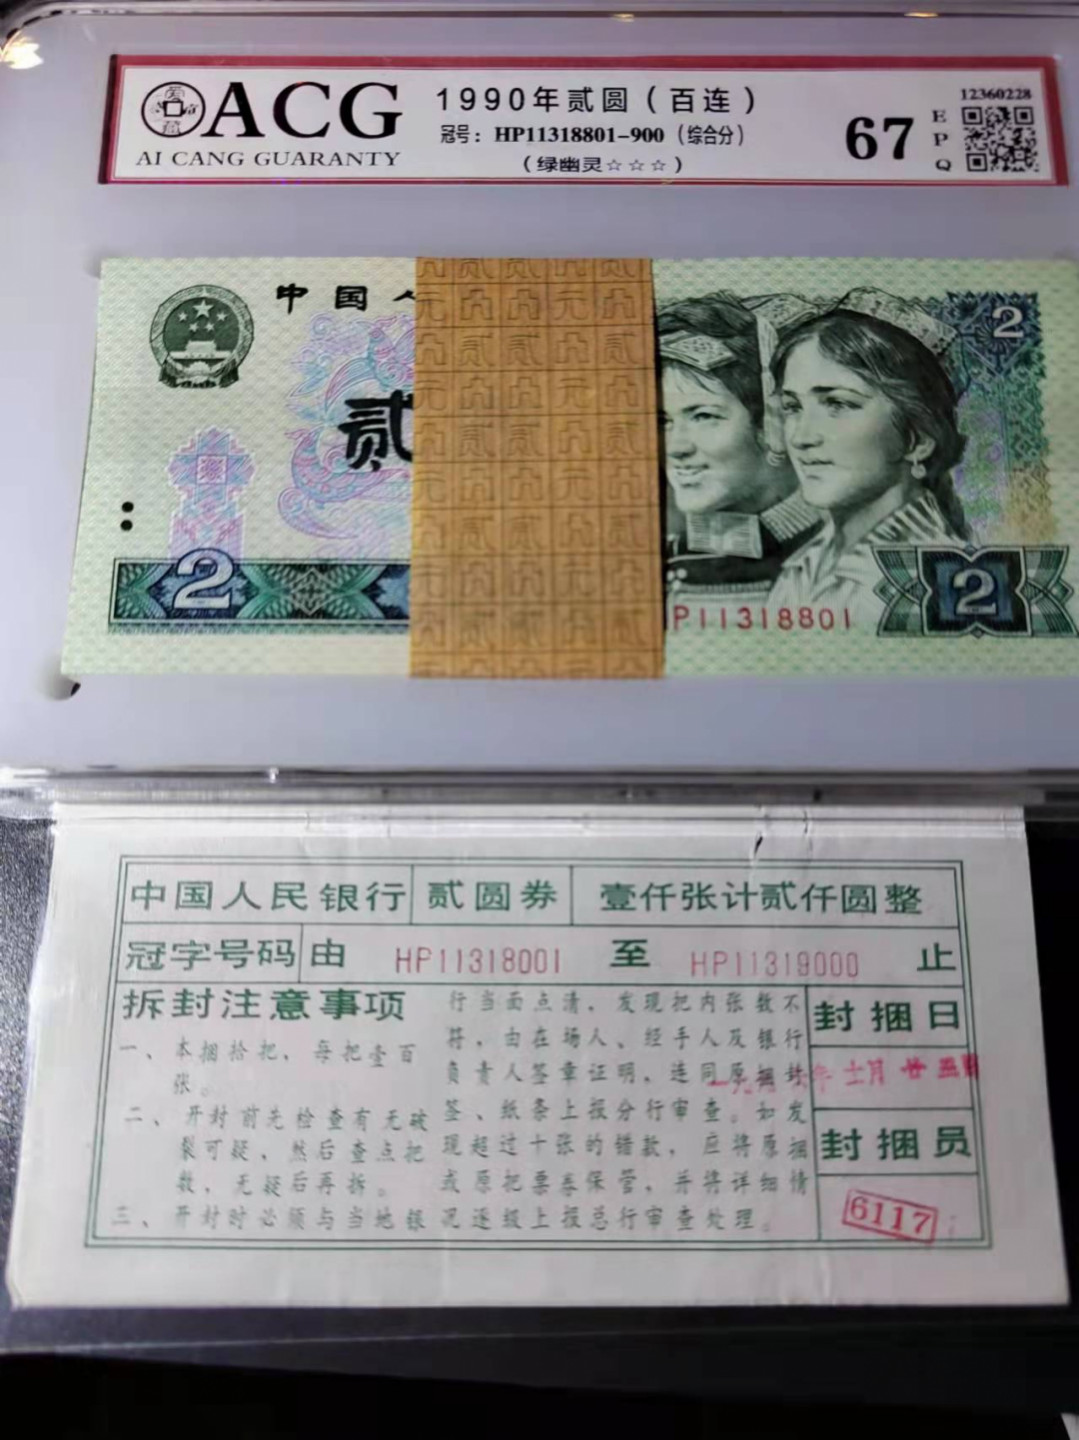 ACG
AI CANG GUARANTY
1990年贰圆（百连）
冠号：HP11318801-900（综合分）
（绿幽灵☆☆☆）
67
EPQ
12360228
中国人
贰
2
2
2
P11318801
中国人民银行 贰圆券 壹仟张计贰仟圆整
冠字号码 由 HP11318001 至 HP11319000 止
拆封注意事项
一、本捆拾把，每把壹百
张。
二、开封前先检查有无破
裂可疑，然后查点把
数，无疑后再拆。
三、开封时必须与当地银
行当面点清，发现把内张数不
符，由在场人、经手人及银行
负责人签章证明，连同原捆封
签、纸条上报分行审查。如发
现超过十张的错款，应将原捆
或原把票券保管，并将详细情
况逐级上报总行审查处理。
封捆日
年 十二月 廿五
封捆员
6117